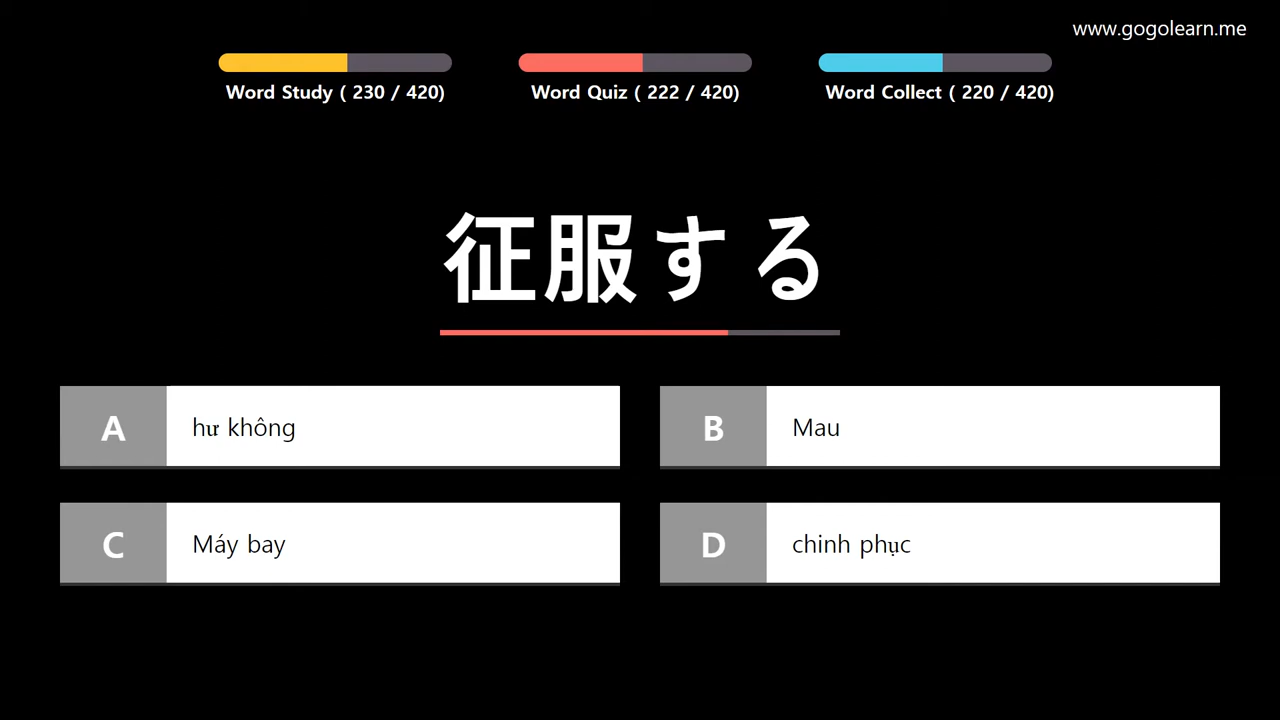 www.gogolearn.me
Word Study ( 230 / 420)
Word Quiz ( 222 / 420)
Word Collect ( 220 / 420)
征服する
A
hư không
B
Mau
C
Máy bay
D
chinh phục